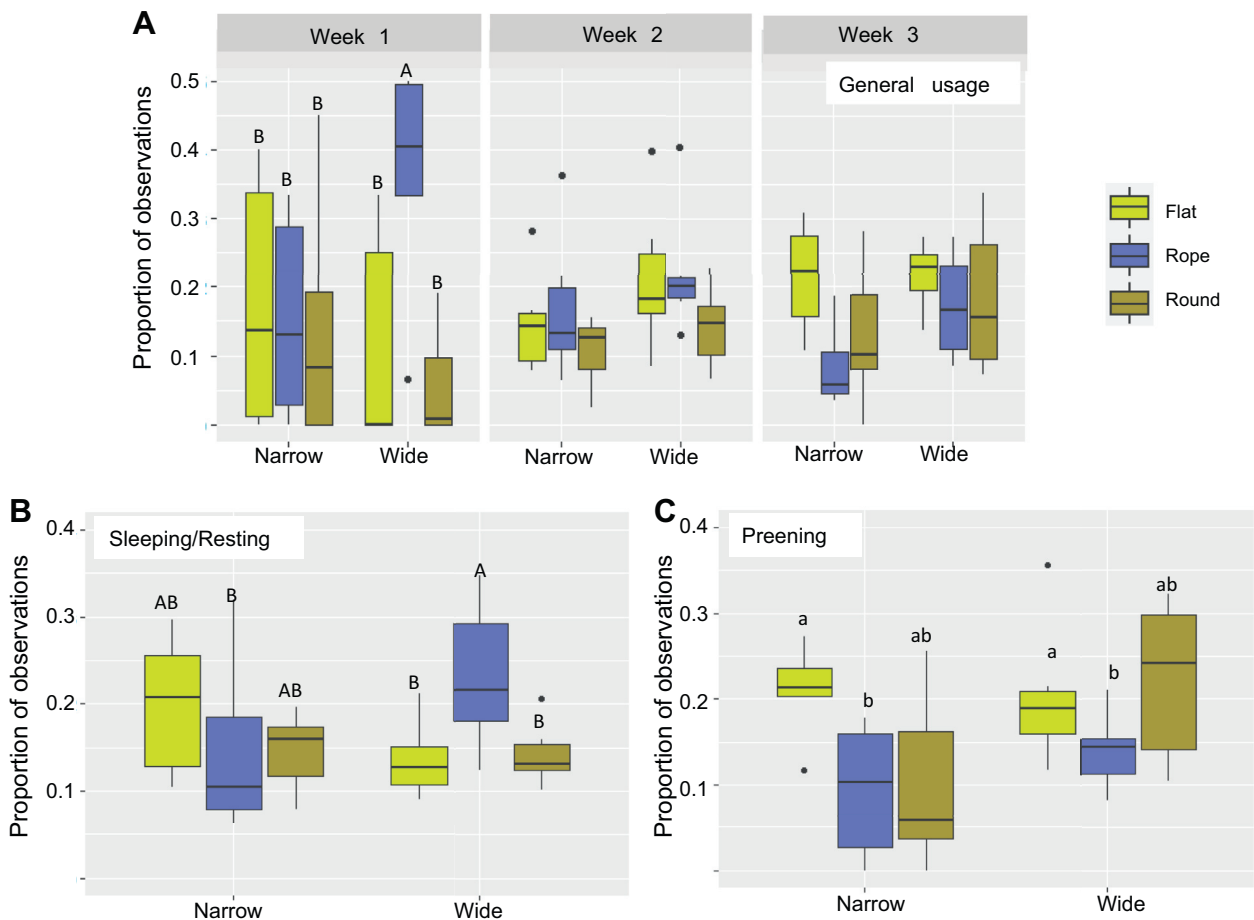 A
Week 1
Week 2
Week 3
General usage
Proportion of observations
0.5
0.4
0.3
0.2
0.1
B
B
B
B
A
B
Narrow
Wide
Narrow
Wide
Narrow
Wide
Flat
Rope
Round
B
Sleeping/Resting
Proportion of observations
0.4
0.3
0.2
0.1
AB
B
AB
B
A
B
Narrow
Wide
C
Preening
Proportion of observations
0.4
0.3
0.2
0.1
a
b
ab
a
b
ab
Narrow
Wide